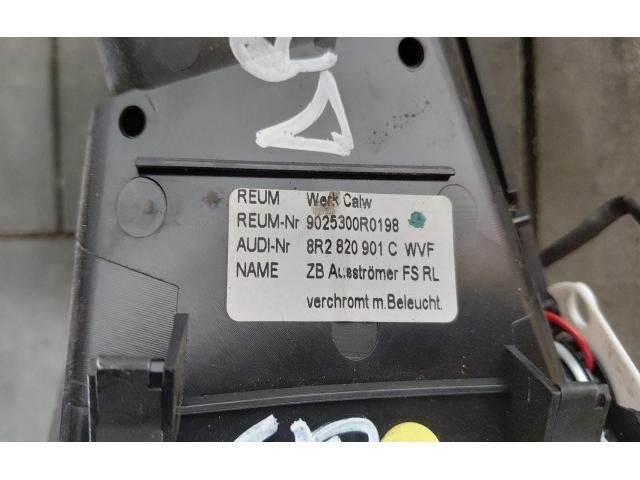 REUM Werk Calw
REUM-Nr 9025300R0198
AUDI-Nr 8R2 820 901 C WVF
NAME ZB Ausströmer FS RL
verchromt m.Beleucht.